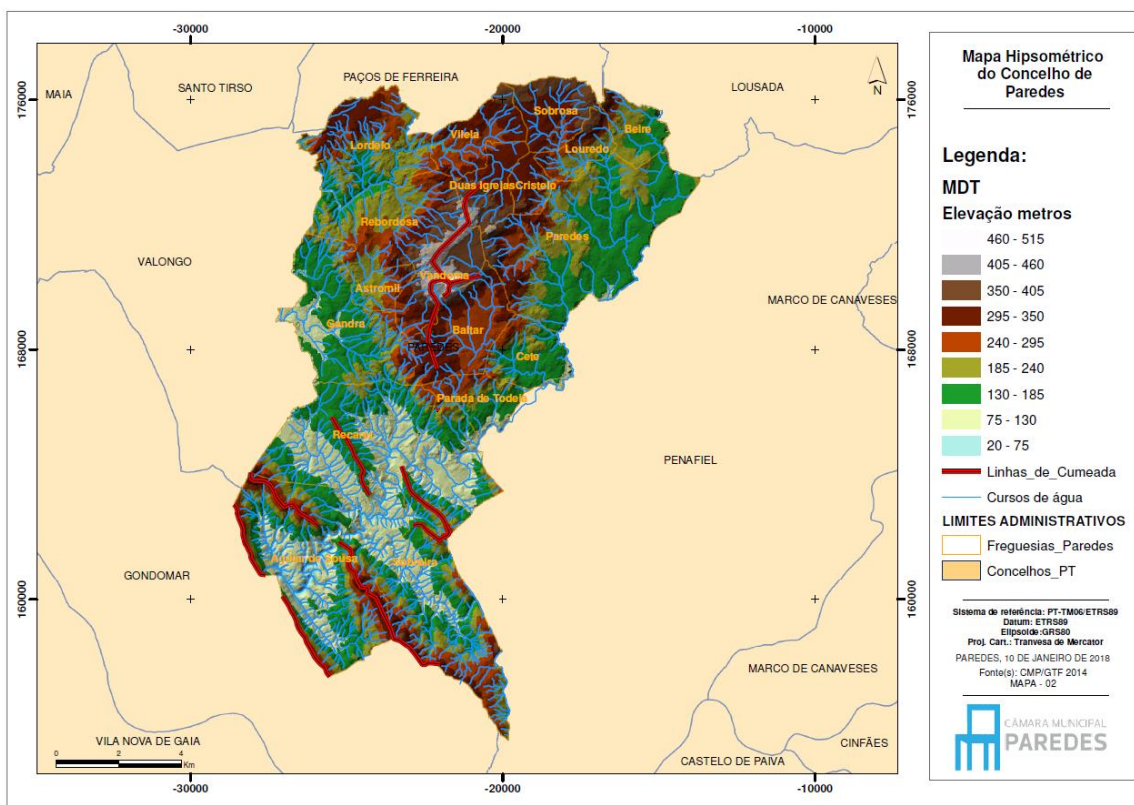 -30000
-20000
-10000
MAIA
SANTO TIRSO
PAÇOS DE FERREIRA
LOUSADA
N
176000
176000
Sobrosa
Vilela
Beire
Lordelo
Louredo
Duas Igrejas
Cristelo
Rebordosa
Paredes
VALONGO
Vandoma
Astromil
MARCO DE CANAVESES
Gandra
Baltar
168000
168000
Cete
Parada de Todeia
Recarei
PENAFIEL
GONDOMAR
Aguiar de Sousa
160000
160000
MARCO DE CANAVESES
VILA NOVA DE GAIA
CINFÃES
CASTELO DE PAIVA
0 2 4
Km
-30000
-20000
-10000
Mapa Hipsométrico
do Concelho de
Paredes
Legenda:
MDT
Elevação metros
460 - 515
405 - 460
350 - 405
295 - 350
240 - 295
185 - 240
130 - 185
75 - 130
20 - 75
Linhas_de_Cumeada
Cursos de água
LIMITES ADMINISTRATIVOS
Freguesias_Paredes
Concelhos_PT
Sistema de referência: PT-TM06/ETRS89
Datum: ETRS89
Elipsoide:GRS80
Proj. Cart.: Tranvesa de Mercator
PAREDES, 10 DE JANEIRO DE 2018
Fonte(s): CMP/GTF 2014
MAPA - 02
CÂMARA MUNICIPAL
PAREDES